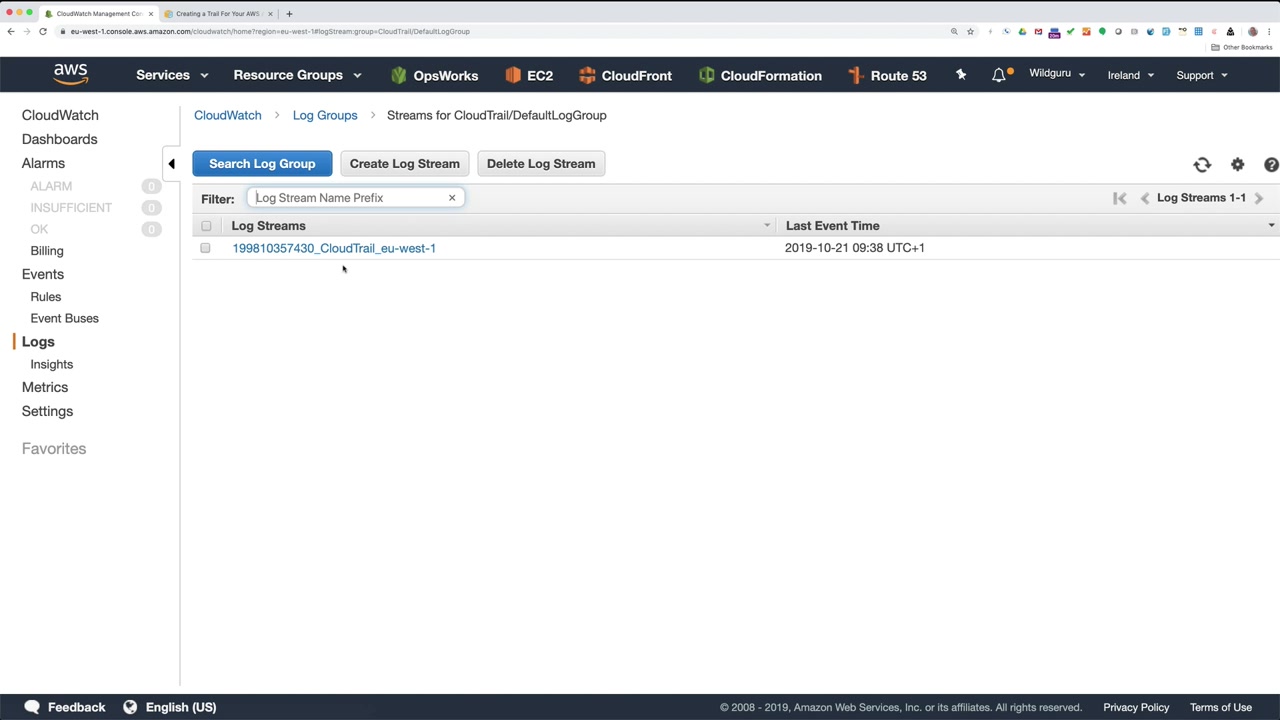 CloudWatch Management Con
Creating a Trail For Your AWS
eu-west-1.console.aws.amazon.com/cloudwatch/home?region=eu-west-1#logStream:group=CloudTrail/DefaultLogGroup
Other Bookmarks
aws Services Resource Groups OpsWorks EC2 CloudFront CloudFormation Route 53 Wildguru Ireland Support
CloudWatch
Dashboards
Alarms
ALARM 0
INSUFFICIENT 0
OK 0
Billing
Events
Rules
Event Buses
Logs
Insights
Metrics
Settings
Favorites
CloudWatch Log Groups Streams for CloudTrail/DefaultLogGroup
Search Log Group Create Log Stream Delete Log Stream
Filter: Log Stream Name Prefix Log Streams 1-1
Log Streams Last Event Time
199810357430_CloudTrail_eu-west-1 2019-10-21 09:38 UTC+1
Feedback English (US) © 2008 - 2019, Amazon Web Services, Inc. or its affiliates. All rights reserved. Privacy Policy Terms of Use